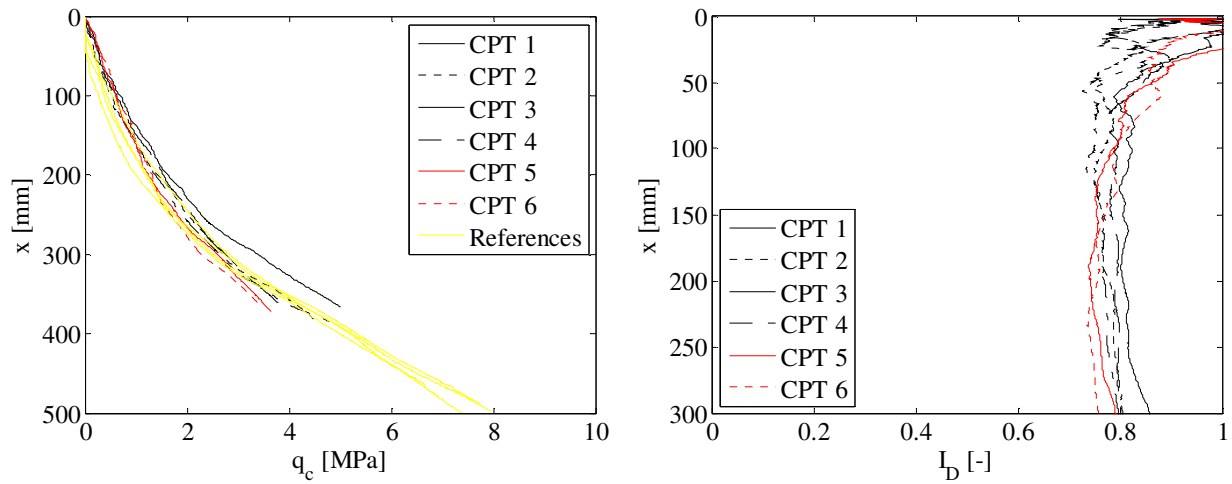 0
100
200
300
400
500
x [mm]
0
2
4
6
8
10
q_c [MPa]
CPT 1
CPT 2
CPT 3
CPT 4
CPT 5
CPT 6
References
0
50
100
150
200
250
300
x [mm]
0
0.2
0.4
0.6
0.8
1
I_D [-]
CPT 1
CPT 2
CPT 3
CPT 4
CPT 5
CPT 6